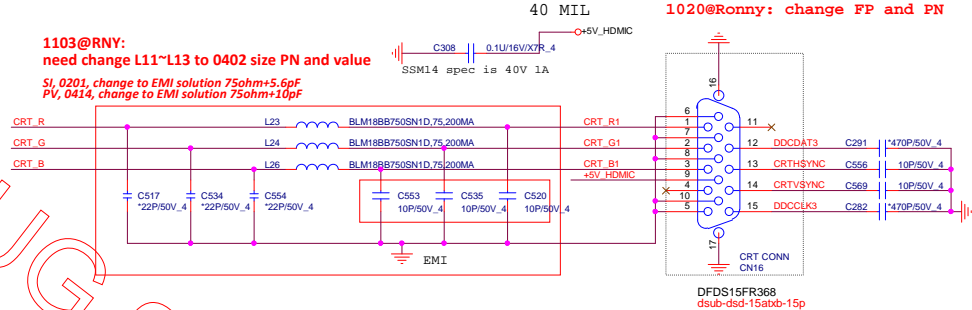 40 MIL
1020@Ronny: change FP and PN
+5V_HDMIC
1103@RNY:
need change L11~L13 to 0402 size PN and value
C308 0.1U/16V/X7R_4
SSM14 spec is 40V 1A
SI, 0201, change to EMI solution 75ohm+5.6pF
PV, 0414, change to EMI solution 75ohm+10pF
16
6
CRT_R L23 BLM18BB750SN1D,75,200MA CRT_R1 1 11
7
CRT_G L24 BLM18BB750SN1D,75,200MA CRT_G1 2 12 DDCDAT3 C291 *470P/50V_4
8
CRT_B L26 BLM18BB750SN1D,75,200MA CRT_B1 3 13 CRTHSYNC C556 10P/50V_4
+5V_HDMIC 9
4 14 CRTVSYNC C569 10P/50V_4
10
5 15 DDCCLK3 C282 *470P/50V_4
C517 C534 C554 C553 C535 C520
*22P/50V_4 *22P/50V_4 *22P/50V_4 10P/50V_4 10P/50V_4 10P/50V_4
17
EMI
CRT CONN
CN16
DFDS15FR368
dsub-dsd-15atxb-15p